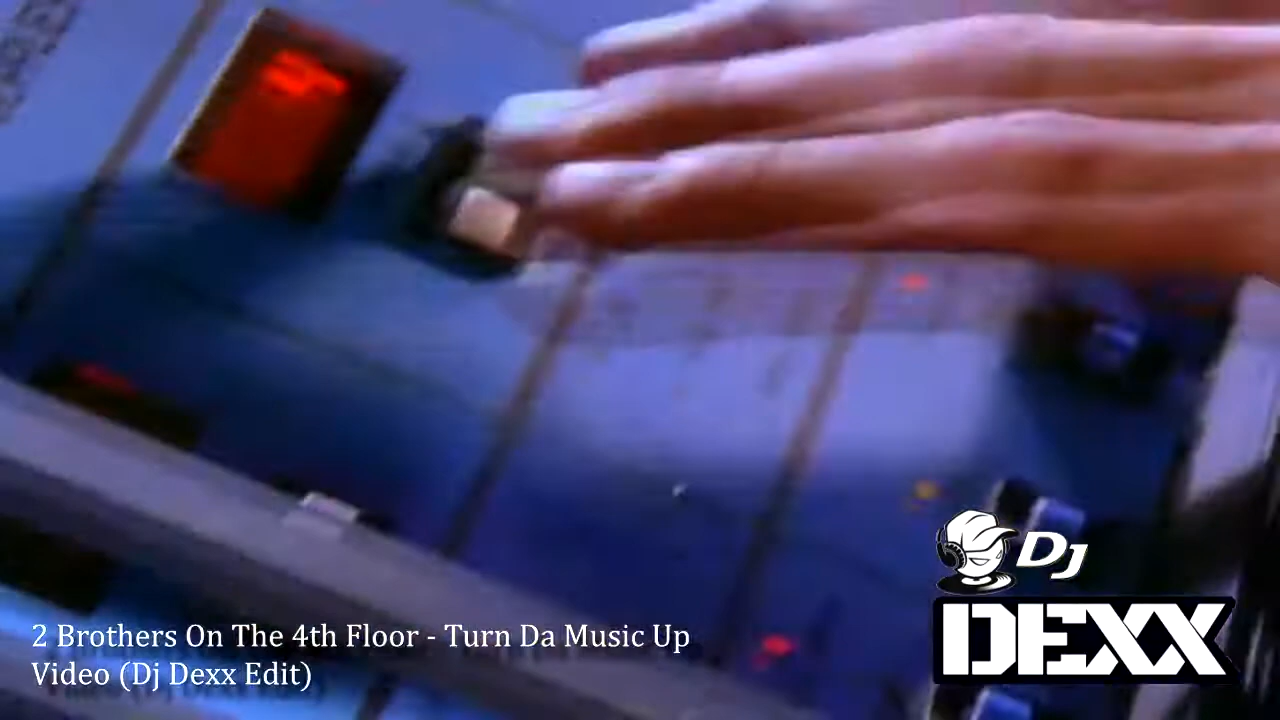 2 Brothers On The 4th Floor - Turn Da Music Up
Video (Dj Dexx Edit)
DJ
DEXX